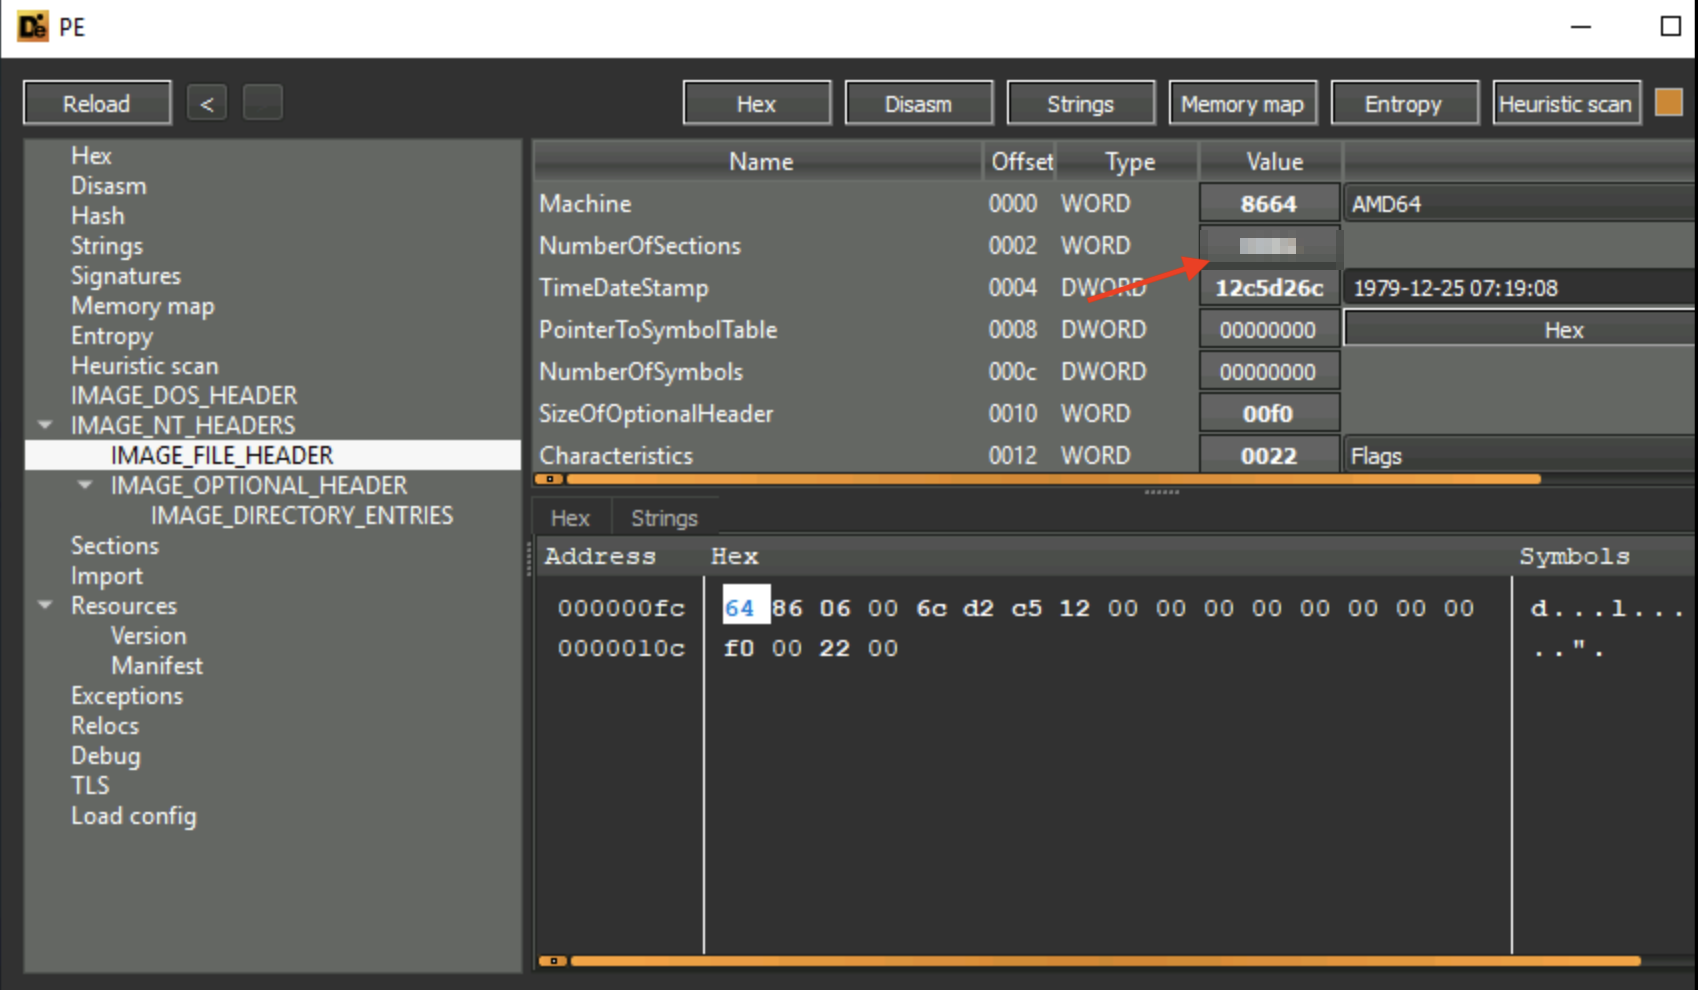 PE
Reload < Hex Disasm Strings Memory map Entropy Heuristic scan
Hex
Disasm
Hash
Strings
Signatures
Memory map
Entropy
Heuristic scan
IMAGE_DOS_HEADER
IMAGE_NT_HEADERS
IMAGE_FILE_HEADER
IMAGE_OPTIONAL_HEADER
IMAGE_DIRECTORY_ENTRIES
Sections
Import
Resources
Version
Manifest
Exceptions
Relocs
Debug
TLS
Load config
Name Offset Type Value
Machine 0000 WORD 8664 AMD64
NumberOfSections 0002 WORD
TimeDateStamp 0004 DWORD 12c5d26c 1979-12-25 07:19:08
PointerToSymbolTable 0008 DWORD 00000000 Hex
NumberOfSymbols 000c DWORD 00000000
SizeOfOptionalHeader 0010 WORD 00f0
Characteristics 0012 WORD 0022 Flags
Hex Strings
Address Hex Symbols
000000fc 64 86 06 00 6c d2 c5 12 00 00 00 00 00 00 00 00 d...l...
0000010c f0 00 22 00 ..".